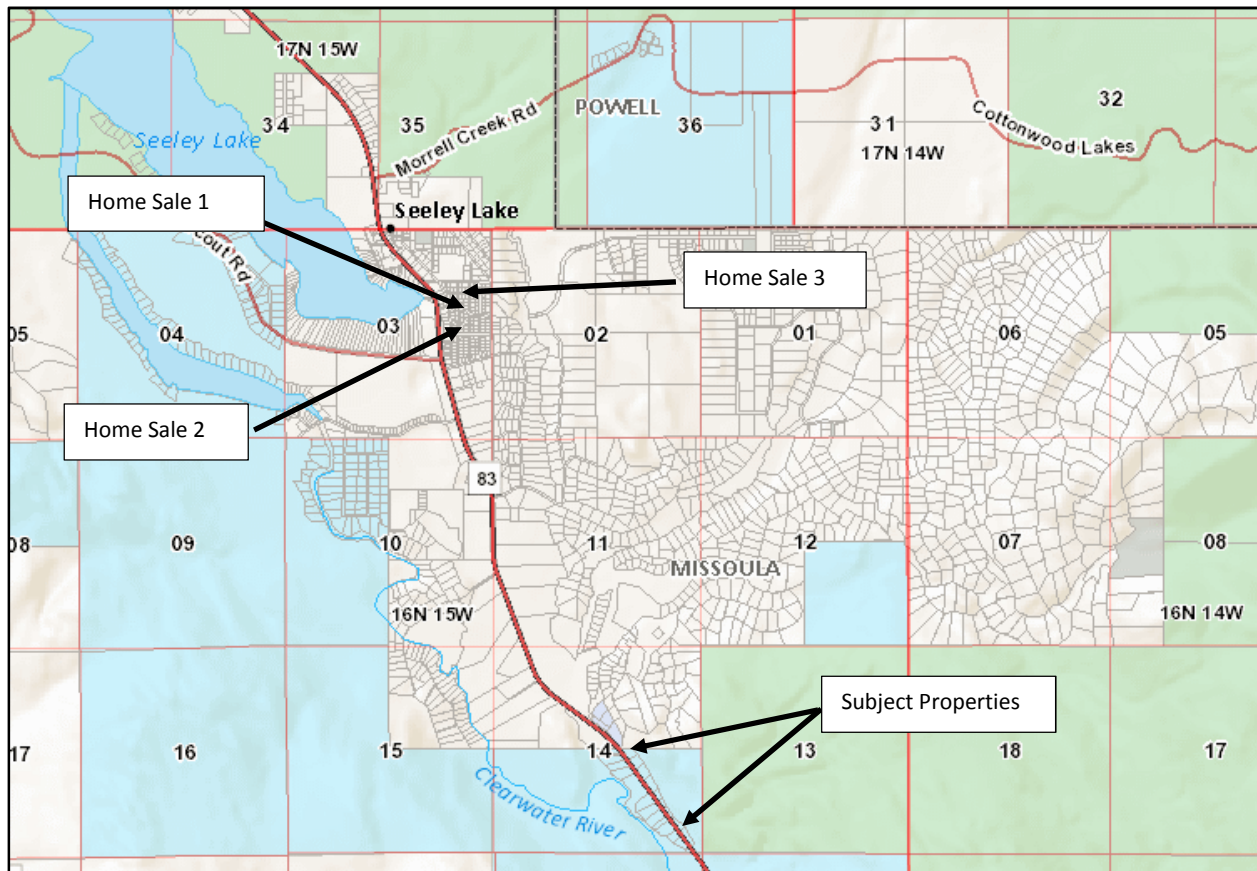 17N 15W
34
35
POWELL
36
31
17N 14W
32
Cottonwood Lakes
Morrell Creek Rd
Seeley Lake
Home Sale 1
Seeley Lake
out Rd
Home Sale 3
05
04
03
02
01
06
05
Home Sale 2
83
08
09
10
11
12
07
08
MISSOULA
16N 15W
16N 14W
Subject Properties
17
16
15
14
13
18
17
Clearwater River